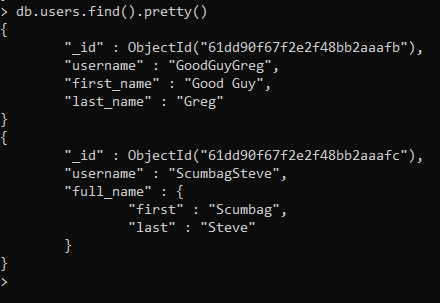 > db.users.find().pretty()
{
        "_id" : ObjectId("61dd90f67f2e2f48bb2aaafb"),
        "username" : "GoodGuyGreg",
        "first_name" : "Good Guy",
        "last_name" : "Greg"
}
{
        "_id" : ObjectId("61dd90f67f2e2f48bb2aaafc"),
        "username" : "ScumbagSteve",
        "full_name" : {
                "first" : "Scumbag",
                "last" : "Steve"
        }
}
>